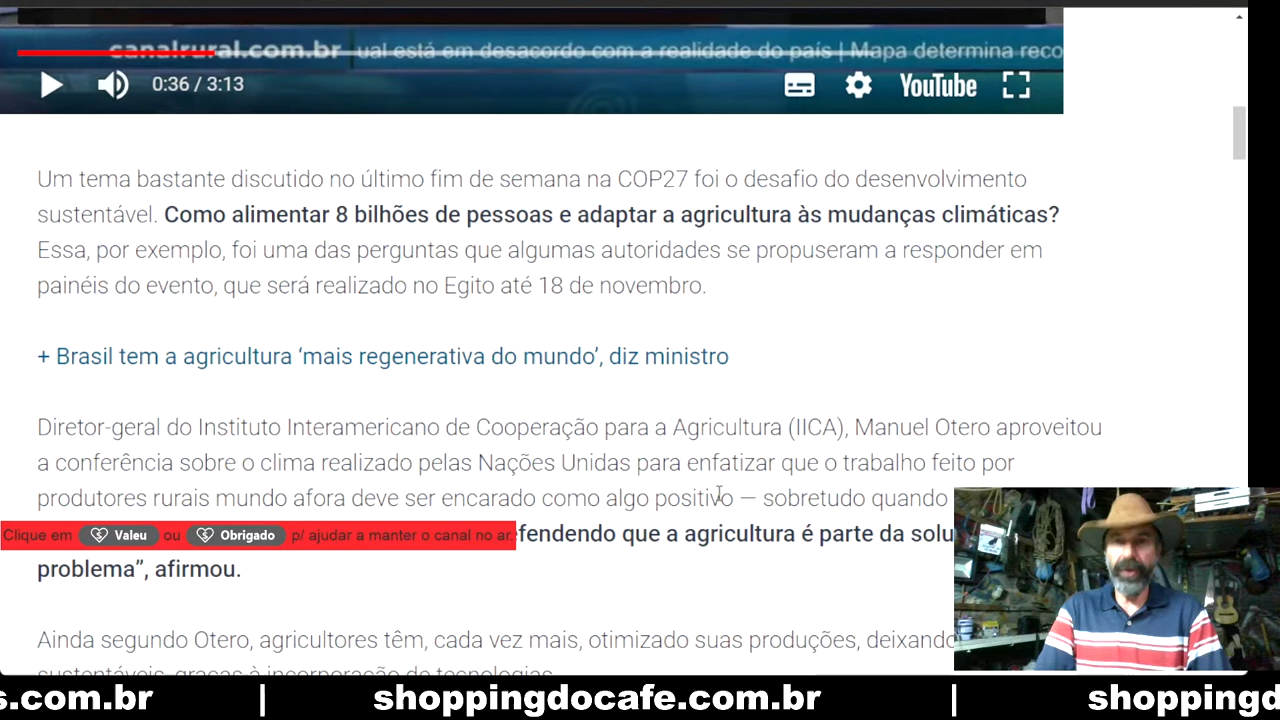 canalrural.com.br ual está em desacordo com a realidade do país | Mapa determina reco
0:36 / 3:13 YouTube
Um tema bastante discutido no último fim de semana na COP27 foi o desafio do desenvolvimento
sustentável. Como alimentar 8 bilhões de pessoas e adaptar a agricultura às mudanças climáticas?
Essa, por exemplo, foi uma das perguntas que algumas autoridades se propuseram a responder em
painéis do evento, que será realizado no Egito até 18 de novembro.
+ Brasil tem a agricultura ‘mais regenerativa do mundo’, diz ministro
Diretor-geral do Instituto Interamericano de Cooperação para a Agricultura (IICA), Manuel Otero aproveitou
a conferência sobre o clima realizado pelas Nações Unidas para enfatizar que o trabalho feito por
produtores rurais mundo afora deve ser encarado como algo positivo — sobretudo quando
Clique em Valeu ou Obrigado p/ ajudar a manter o canal no ar. fendendo que a agricultura é parte da solu
problema”, afirmou.
Ainda segundo Otero, agricultores têm, cada vez mais, otimizado suas produções, deixando
sustentáveis, graças à incorporação de tecnologias
s.com.br | shoppingdocafe.com.br | shoppingd